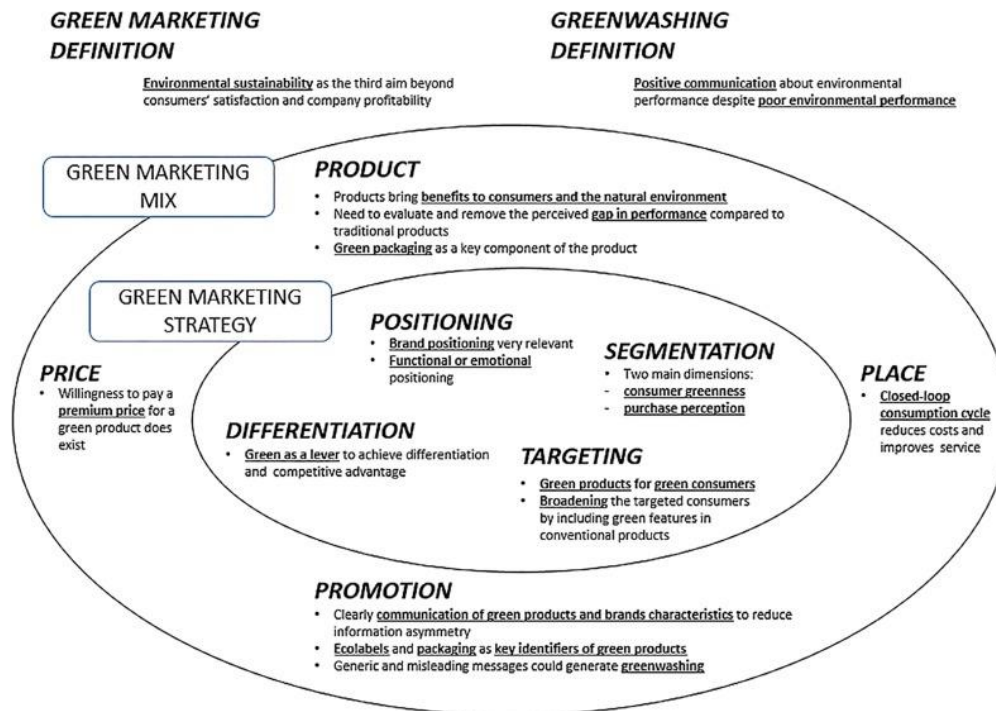 GREEN MARKETING
DEFINITION
Environmental sustainability as the third aim beyond
consumers' satisfaction and company profitability
GREENWASHING
DEFINITION
Positive communication about environmental
performance despite poor environmental performance
GREEN MARKETING
MIX
PRODUCT
• Products bring benefits to consumers and the natural environment
• Need to evaluate and remove the perceived gap in performance compared to
traditional products
• Green packaging as a key component of the product
GREEN MARKETING
STRATEGY
POSITIONING
• Brand positioning very relevant
• Functional or emotional
positioning
SEGMENTATION
• Two main dimensions:
- consumer greenness
- purchase perception
PRICE
• Willingness to pay a
premium price for a
green product does
exist
PLACE
• Closed-loop
consumption cycle
reduces costs and
improves service
DIFFERENTIATION
• Green as a lever to achieve differentiation
and competitive advantage
TARGETING
• Green products for green consumers
• Broadening the targeted consumers
by including green features in
conventional products
PROMOTION
• Clearly communication of green products and brands characteristics to reduce
information asymmetry
• Ecolabels and packaging as key identifiers of green products
• Generic and misleading messages could generate greenwashing